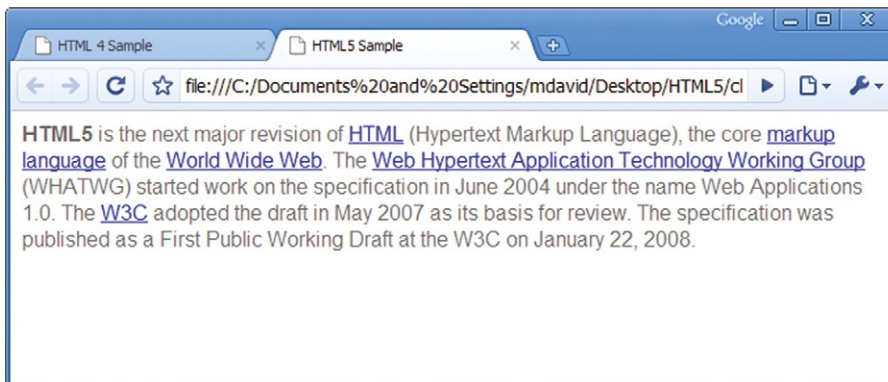 Google
HTML 4 Sample
HTML5 Sample
file:///C:/Documents%20and%20Settings/mdavid/Desktop/HTML5/cl
HTML5 is the next major revision of HTML (Hypertext Markup Language), the core markup
language of the World Wide Web. The Web Hypertext Application Technology Working Group
(WHATWG) started work on the specification in June 2004 under the name Web Applications
1.0. The W3C adopted the draft in May 2007 as its basis for review. The specification was
published as a First Public Working Draft at the W3C on January 22, 2008.